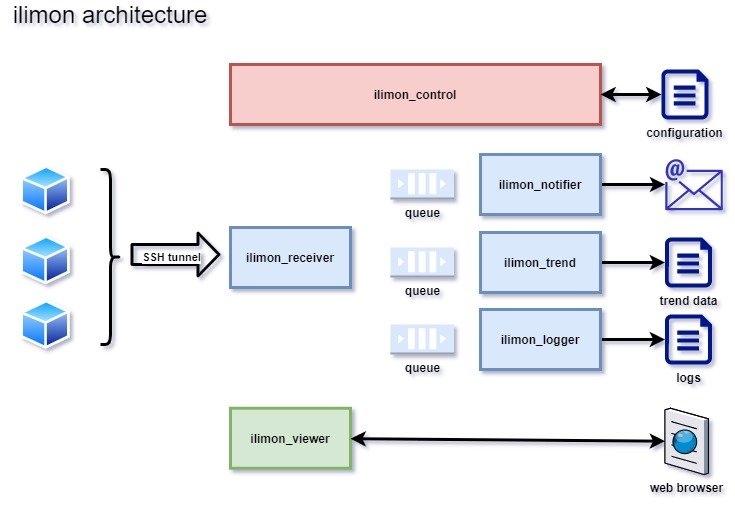 ilimon architecture
ilimon_control
configuration
@
ilimon_notifier
queue
SSH tunnel
ilimon_receiver
ilimon_trend
queue
trend data
ilimon_logger
queue
logs
ilimon_viewer
web browser